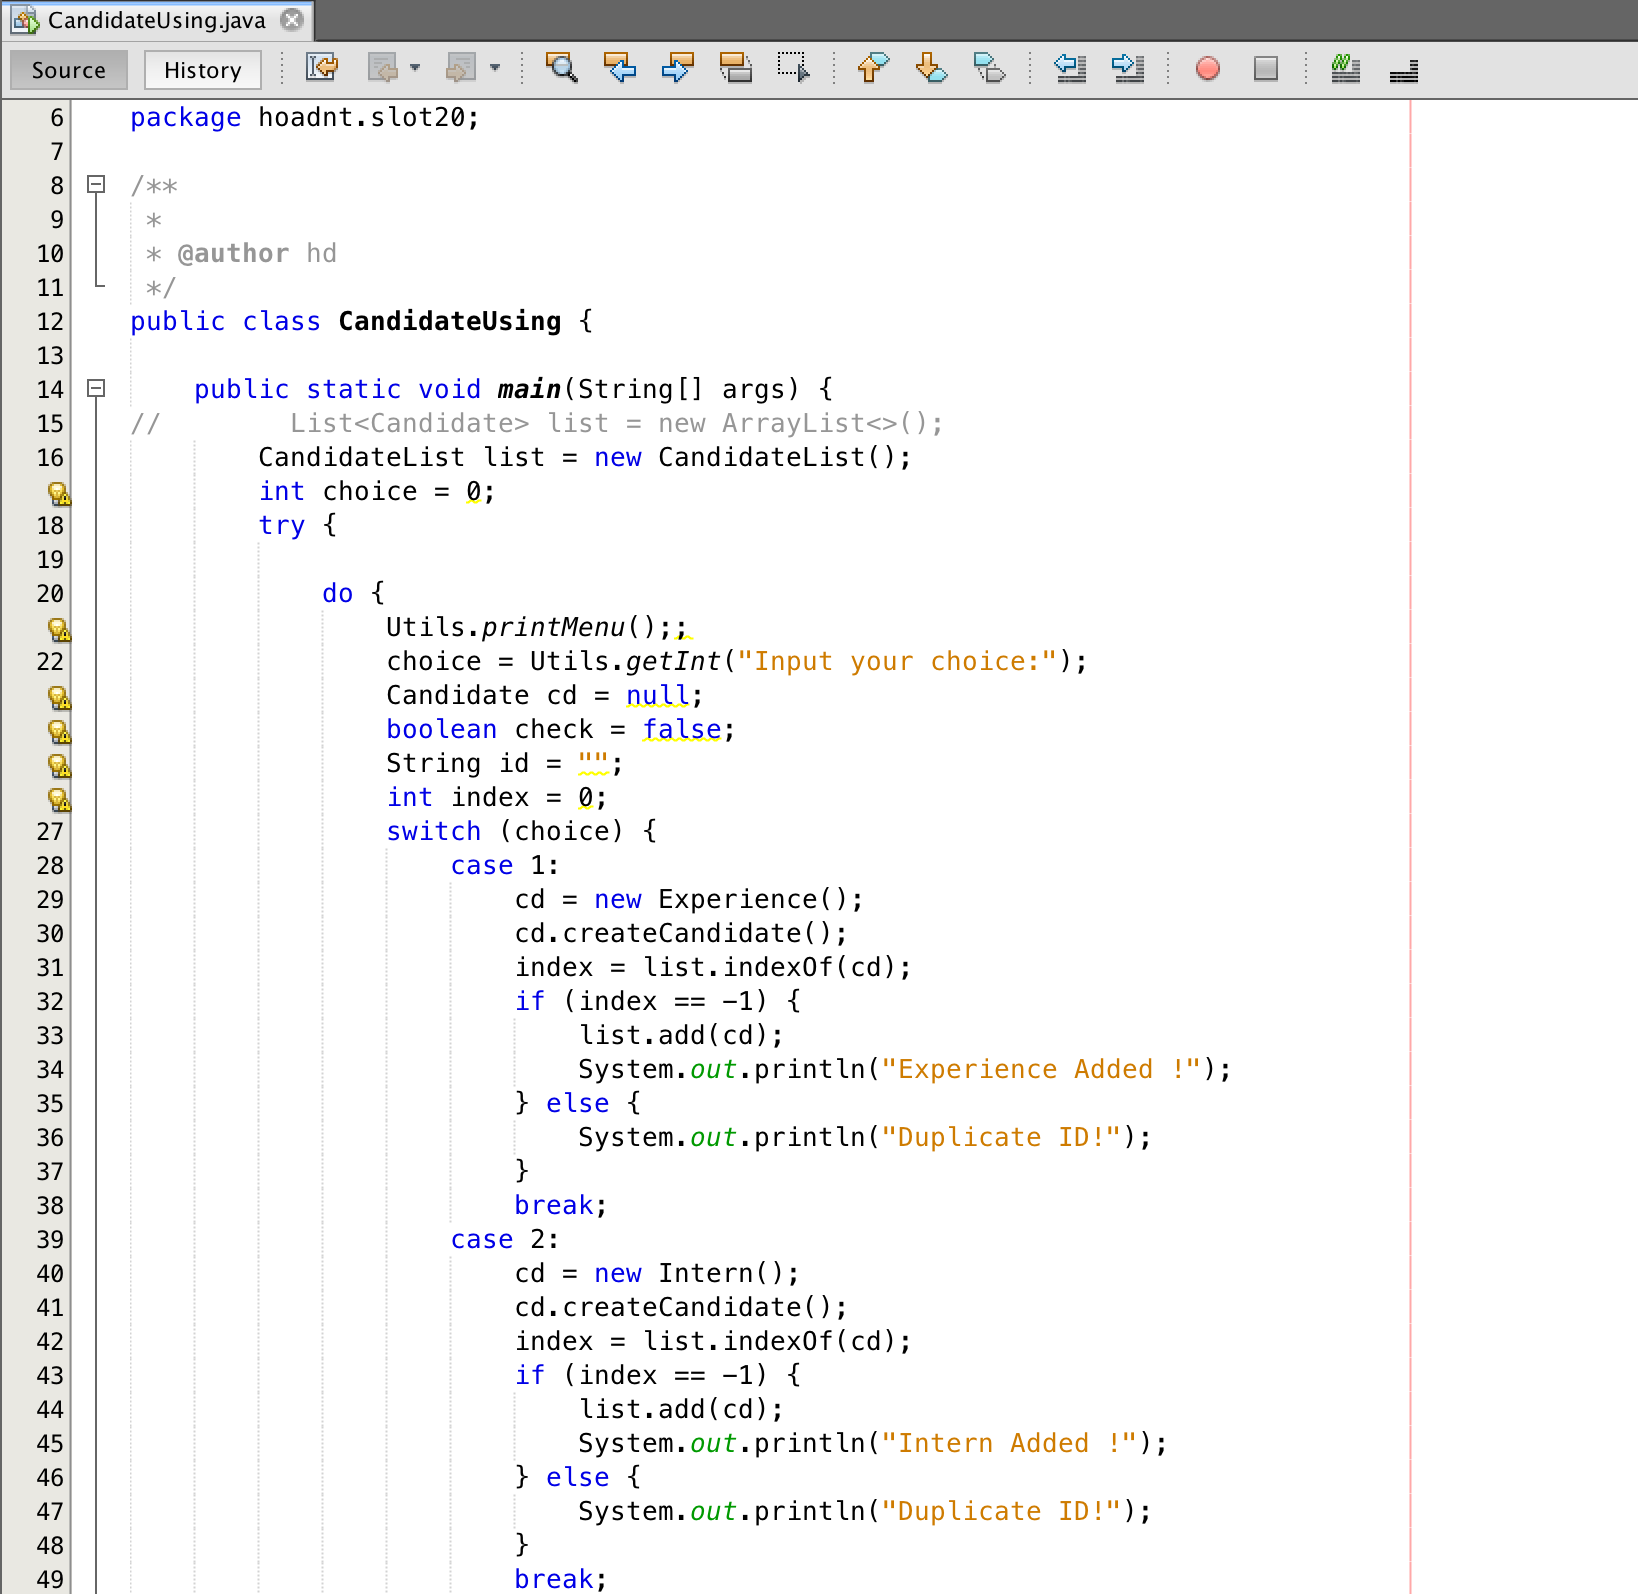 CandidateUsing.java
Source History
6 package hoadnt.slot20;
7
8 /**
9  *
10  * @author hd
11  */
12 public class CandidateUsing {
13
14     public static void main(String[] args) {
15 //        List<Candidate> list = new ArrayList<>();
16         CandidateList list = new CandidateList();
        int choice = 0;
18         try {
19
20             do {
                Utils.printMenu();;
22                 choice = Utils.getInt("Input your choice:");
                Candidate cd = null;
                boolean check = false;
                String id = "";
                int index = 0;
27                 switch (choice) {
28                     case 1:
29                         cd = new Experience();
30                         cd.createCandidate();
31                         index = list.indexOf(cd);
32                         if (index == -1) {
33                             list.add(cd);
34                             System.out.println("Experience Added !");
35                         } else {
36                             System.out.println("Duplicate ID!");
37                         }
38                         break;
39                     case 2:
40                         cd = new Intern();
41                         cd.createCandidate();
42                         index = list.indexOf(cd);
43                         if (index == -1) {
44                             list.add(cd);
45                             System.out.println("Intern Added !");
46                         } else {
47                             System.out.println("Duplicate ID!");
48                         }
49                         break;